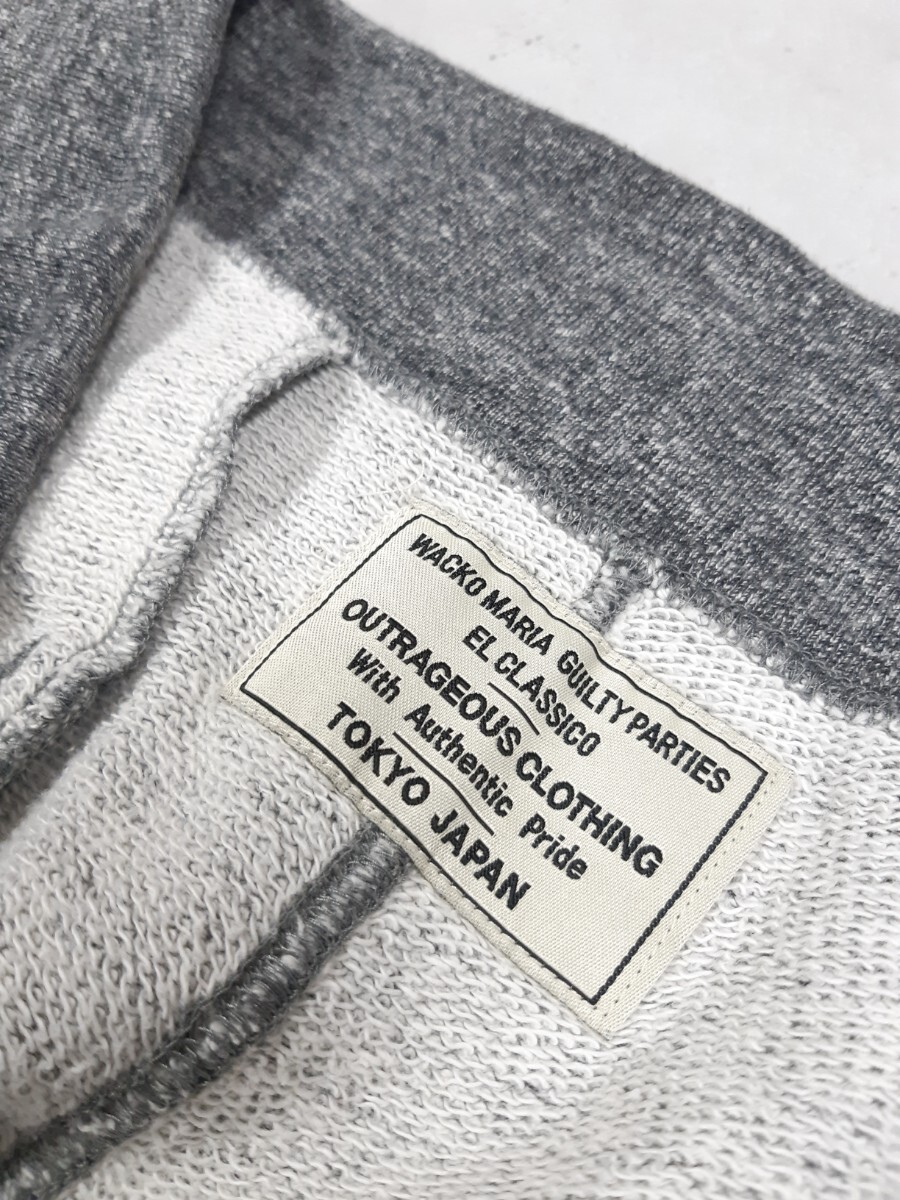 WACKO MARIA GUILTY PARTIES
EL CLASSICO
OUTRAGEOUS CLOTHING
With Authentic Pride
TOKYO JAPAN